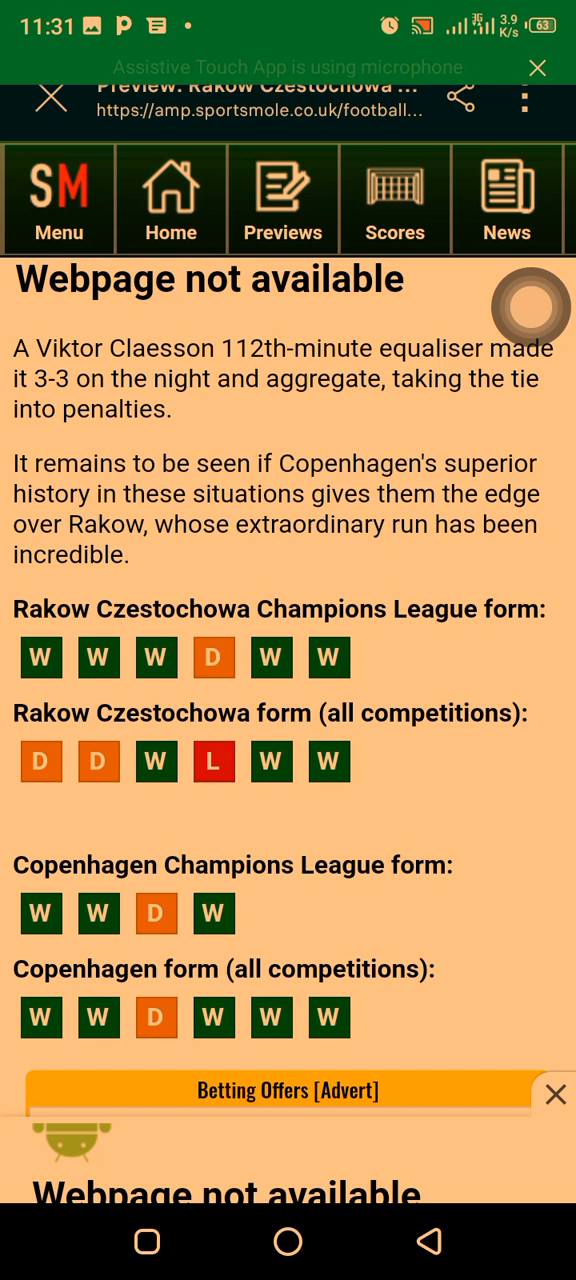 11:31
3G 3.9 K/s 63
Assistive Touch App is using microphone
Preview: Rakow Czestochowa ...
https://amp.sportsmole.co.uk/football...
SM
Menu Home Previews Scores News
Webpage not available
A Viktor Claesson 112th-minute equaliser made
it 3-3 on the night and aggregate, taking the tie
into penalties.
It remains to be seen if Copenhagen's superior
history in these situations gives them the edge
over Rakow, whose extraordinary run has been
incredible.
Rakow Czestochowa Champions League form:
W W W D W W
Rakow Czestochowa form (all competitions):
D D W L W W
Copenhagen Champions League form:
W W D W
Copenhagen form (all competitions):
W W D W W W
Betting Offers [Advert]
Webpage not available